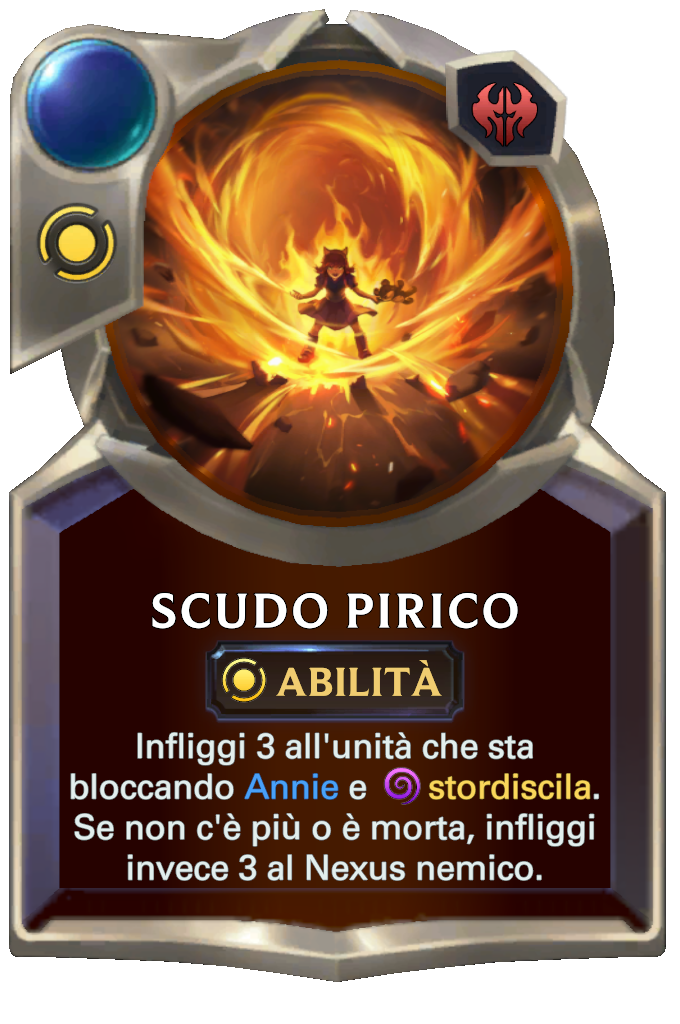 SCUDO PIRICO
ABILITÀ
Infliggi 3 all'unità che sta
bloccando Annie e stordiscila.
Se non c'è più o è morta, infliggi
invece 3 al Nexus nemico.